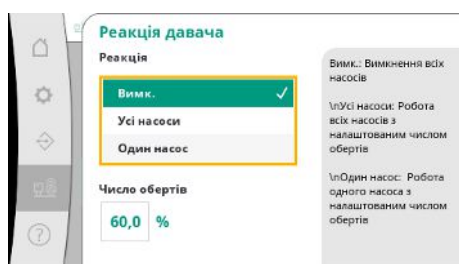 Реакція давача
Реакція
Вимк.
Усі насоси
Один насос
Число обертів
60,0 %
Вимк.: Вимкнення всіх
насосів
\nУсі насоси: Робота
всіх насосів з
налаштованим числом
обертів
\nОдин насос: Робота
одного насоса з
налаштованим числом
обертів